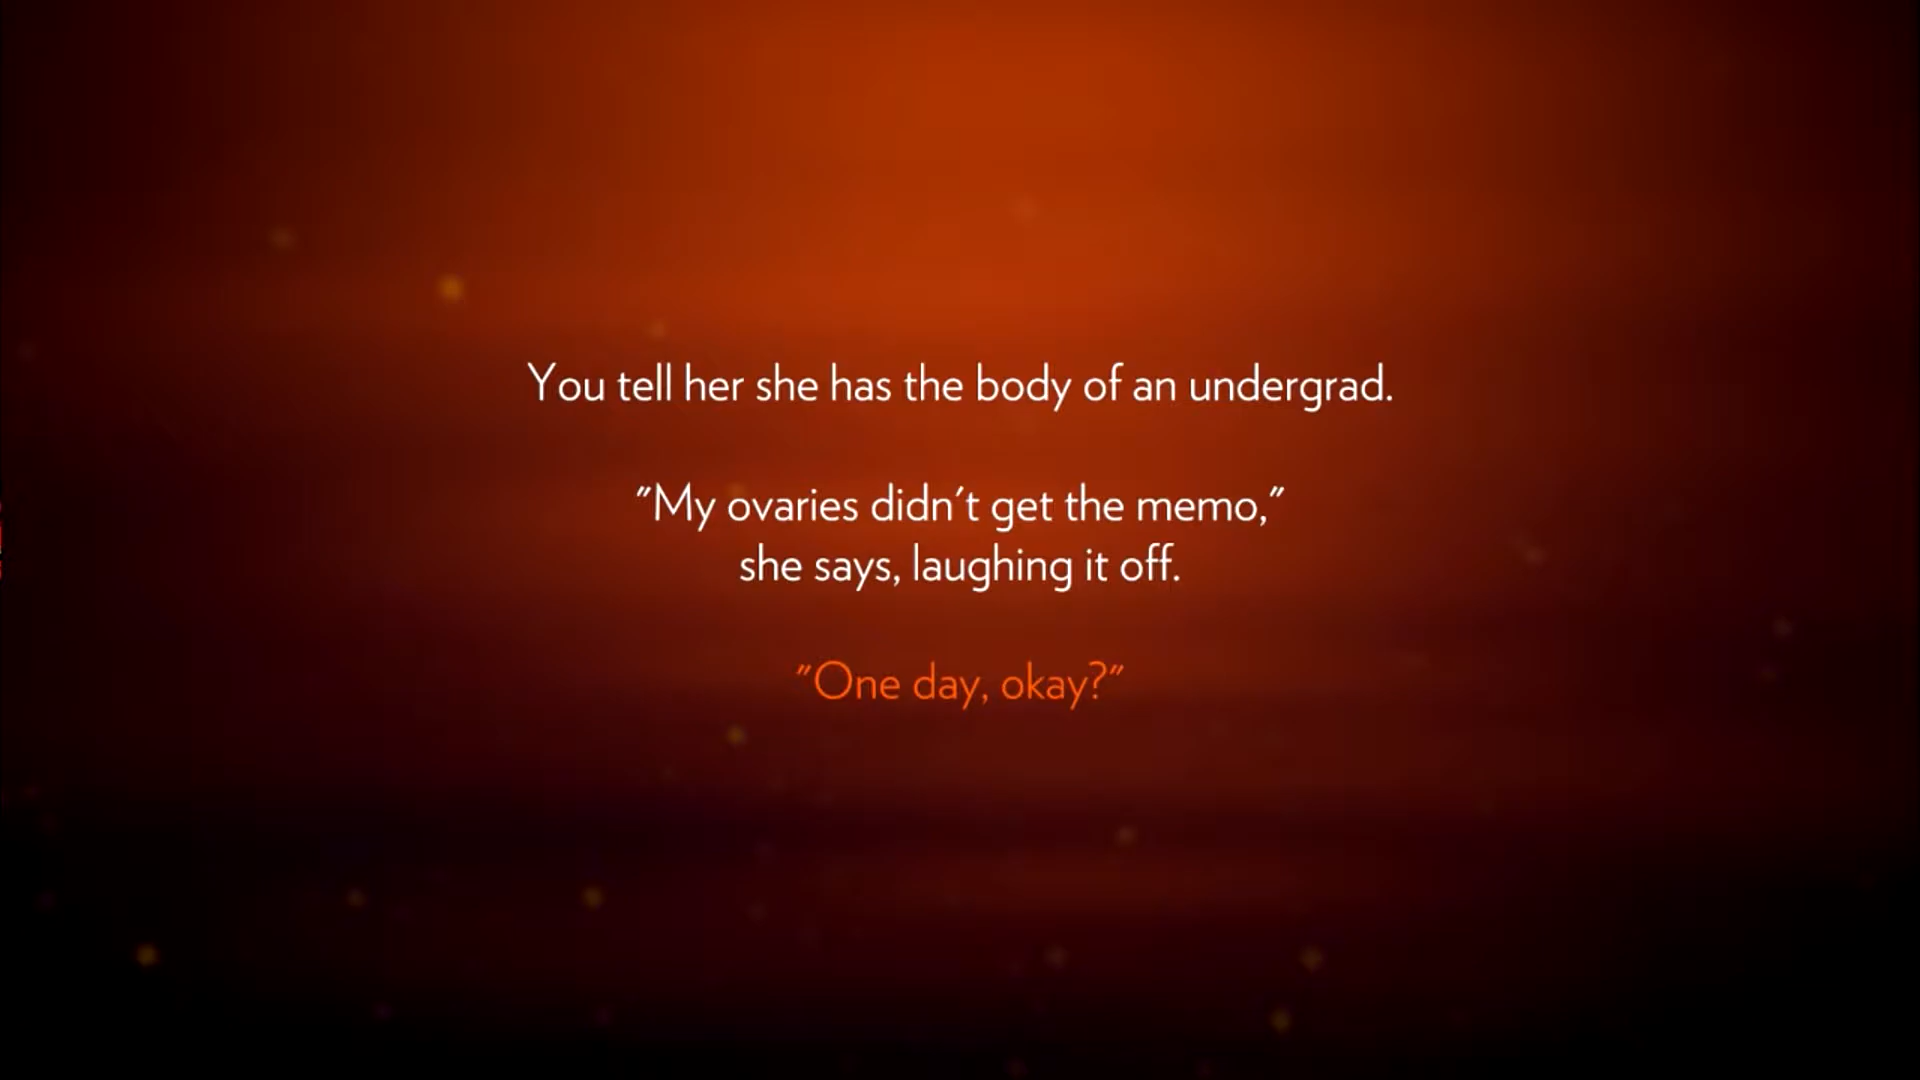 You tell her she has the body of an undergrad.
"My ovaries didn't get the memo,"
she says, laughing it off.
"One day, okay?"